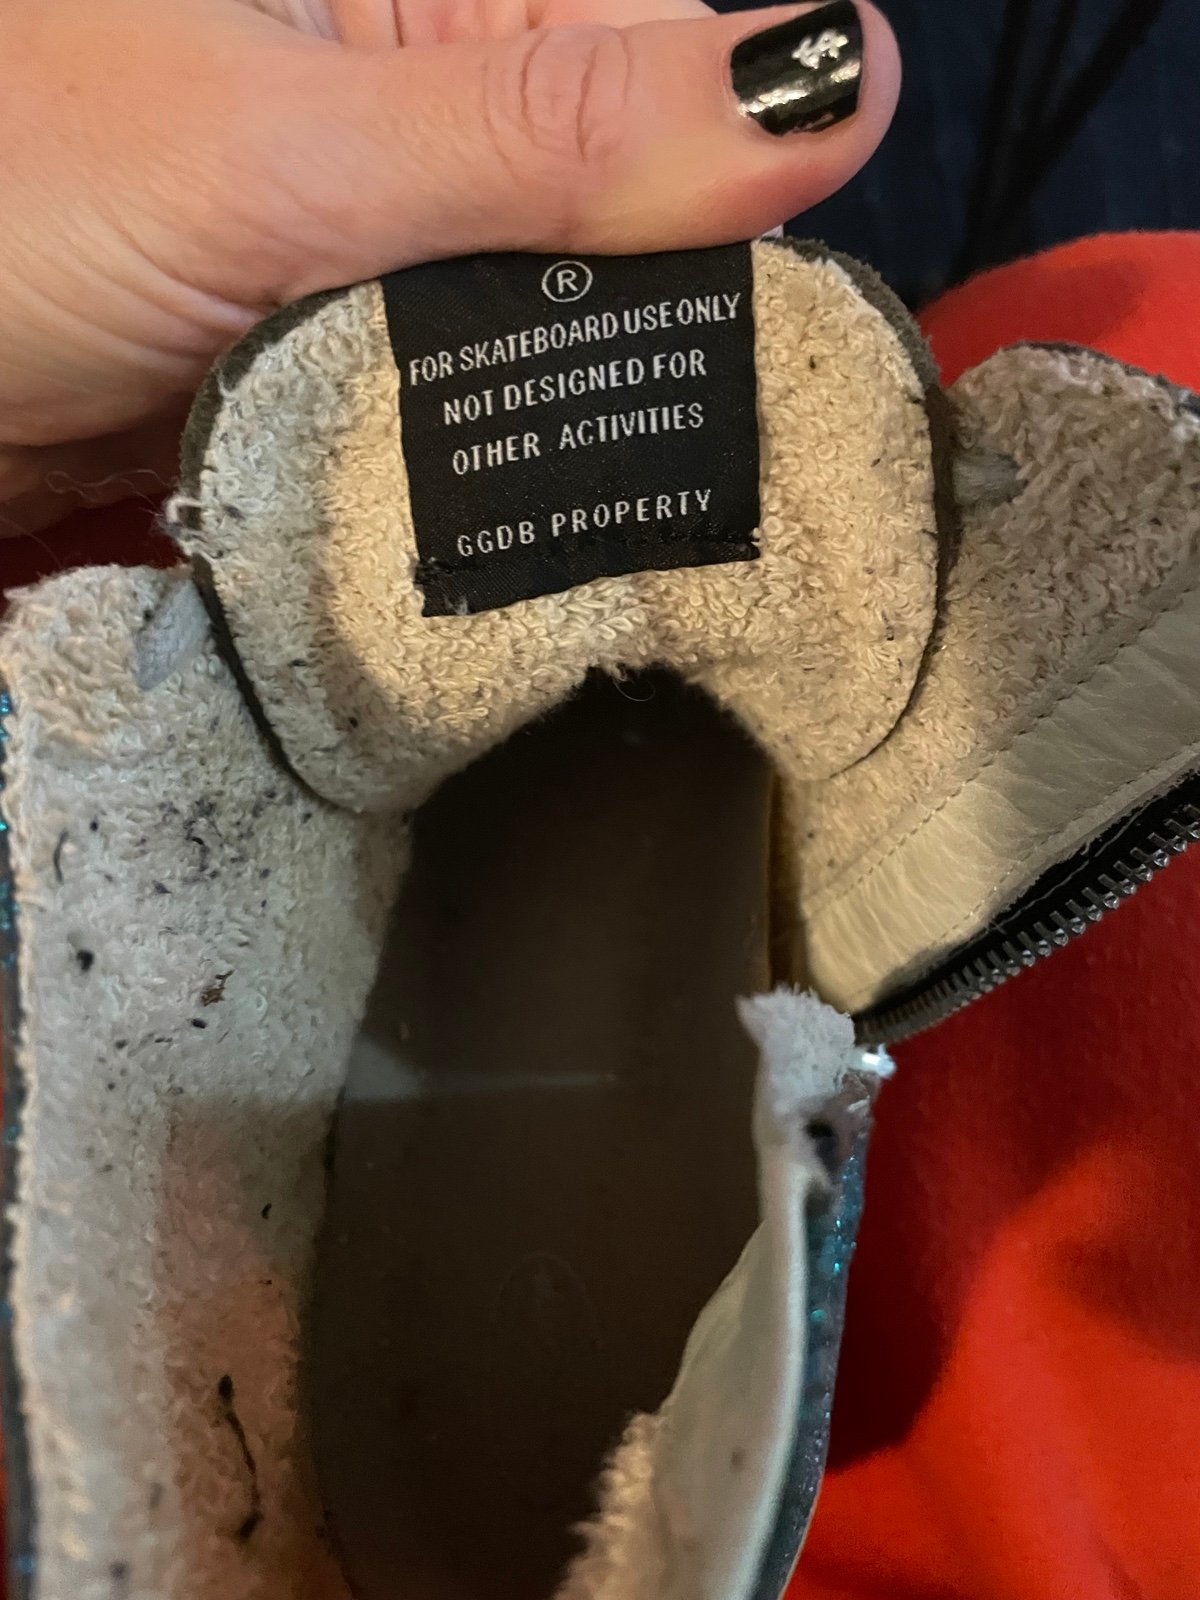 ®
FOR SKATEBOARD USE ONLY
NOT DESIGNED FOR
OTHER ACTIVITIES
GGDB PROPERTY